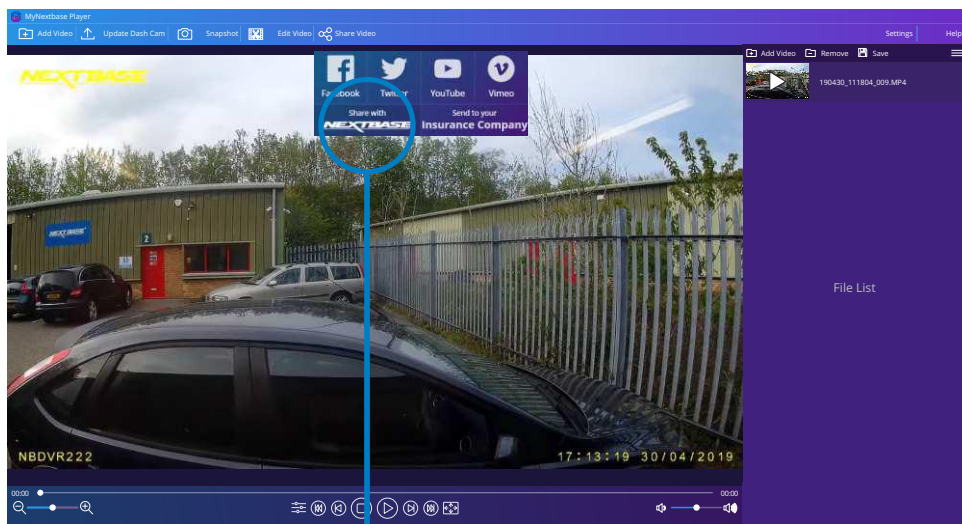 MyNextbase Player
Add Video Update Dash Cam Snapshot Edit Video Share Video Settings Help
NEXTBASE
Facebook Twitter YouTube Vimeo
Share with Send to your
NEXTBASE Insurance Company
Add Video Remove Save
190430_111804_009.MP4
NEXTBASE
2
File List
NBDVR222 17:13:19 30/04/2019
00:00 00:00